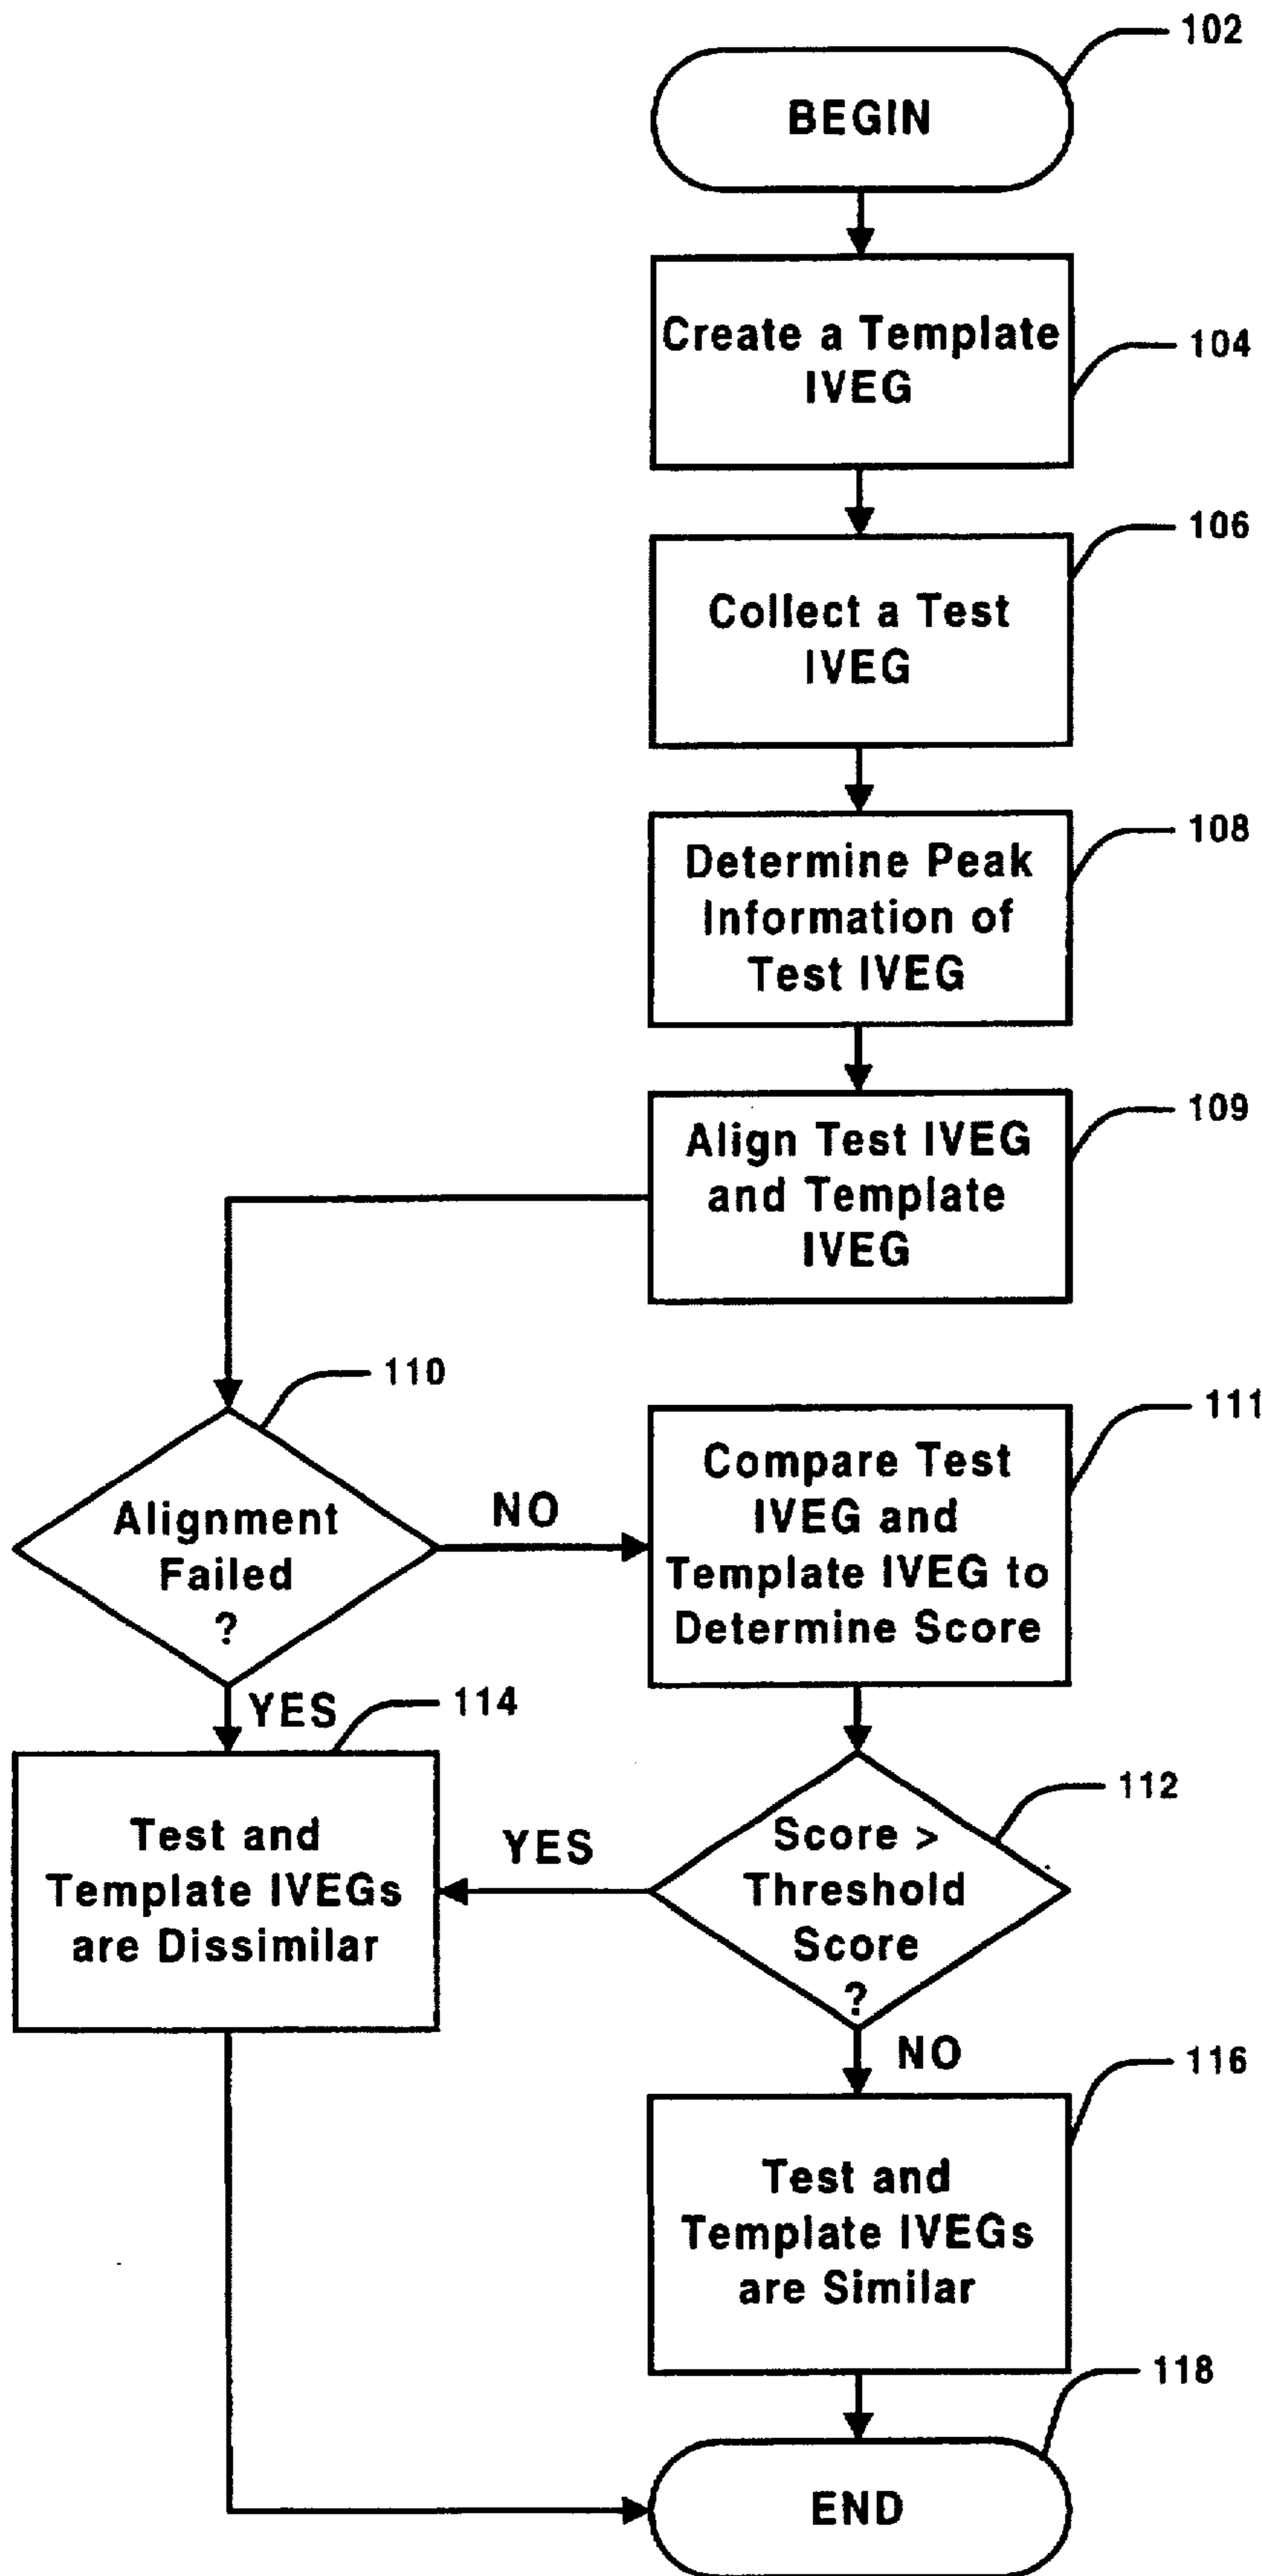 102
BEGIN
Create a Template
IVEG
104
106
Collect a Test
IVEG
108
Determine Peak
Information of
Test IVEG
109
Align Test IVEG
and Template
IVEG
110
Alignment
Failed
?
NO
YES
111
Compare Test
IVEG and
Template IVEG to
Determine Score
112
Score >
Threshold
Score
?
YES
NO
114
Test and
Template IVEGs
are Dissimilar
116
Test and
Template IVEGs
are Similar
118
END